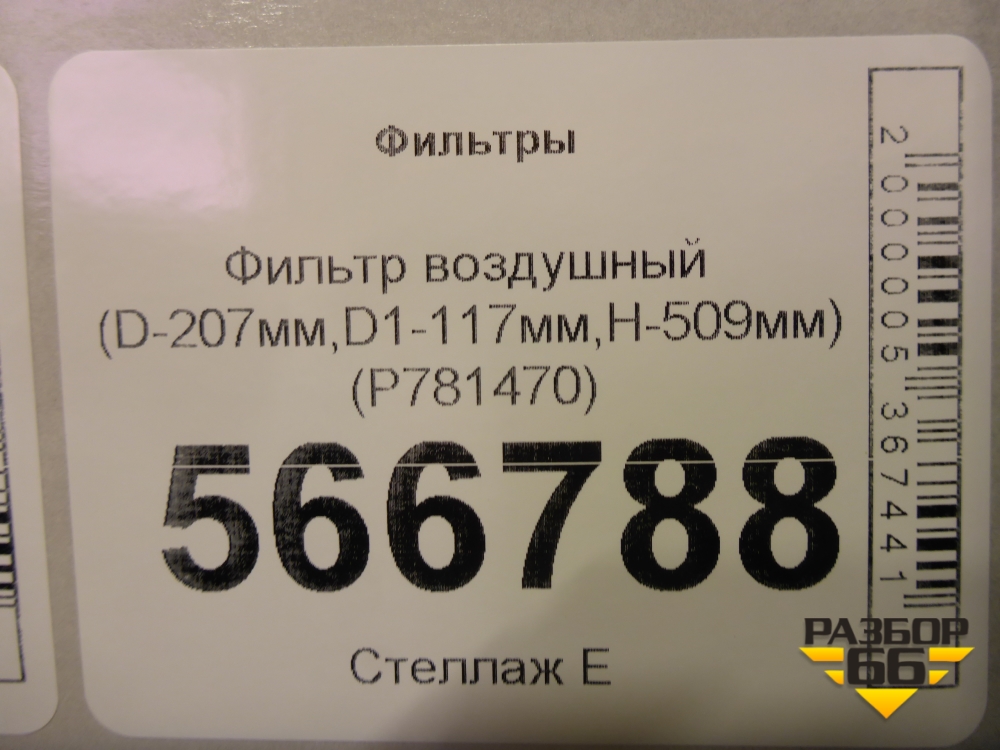 Фильтры
Фильтр воздушный
(D-207мм,D1-117мм,H-509мм)
(P781470)
566788
Стеллаж Е
2000005367441
РАЗБОР
66